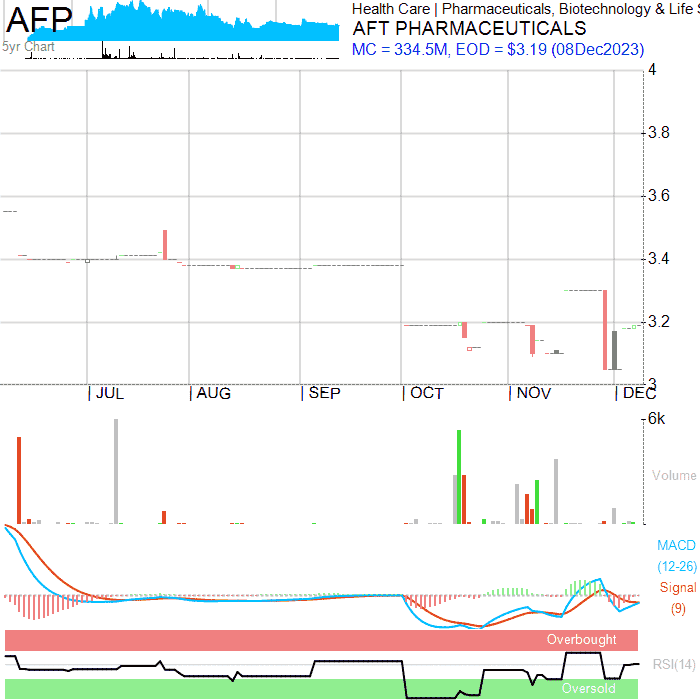 AFP
5yr Chart
Health Care | Pharmaceuticals, Biotechnology & Life S
AFT PHARMACEUTICALS
MC = 334.5M, EOD = $3.19 (08Dec2023)
4
3.8
3.6
3.4
3.2
3
JUL AUG SEP OCT NOV DEC
6k
Volume
MACD
(12-26)
Signal
(9)
Overbought
RSI(14)
Oversold